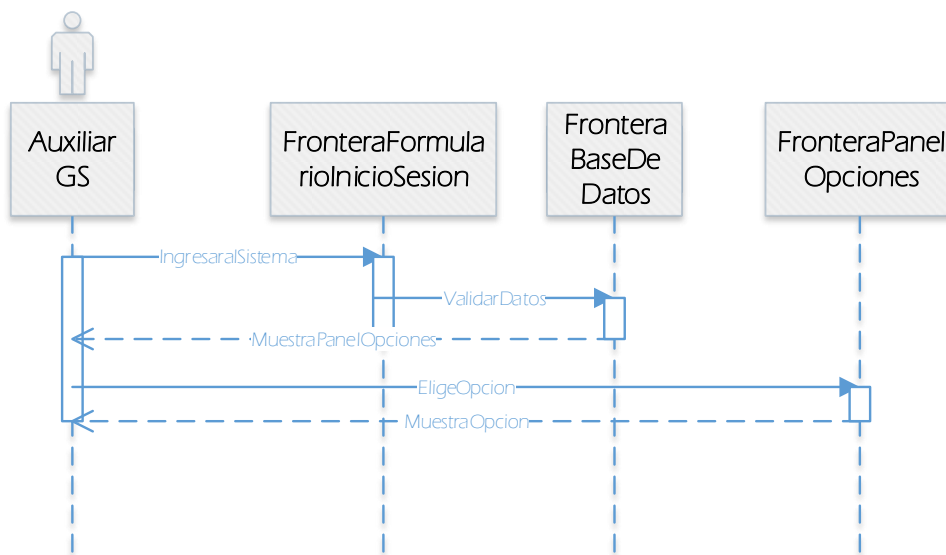 Auxiliar
GS
FronteraFormula
rioInicioSesion
Frontera
BaseDe
Datos
FronteraPanel
Opciones
IngresaralSistema
ValidarDatos
MuestraPanelOpciones
EligeOpcion
MuestraOpcion